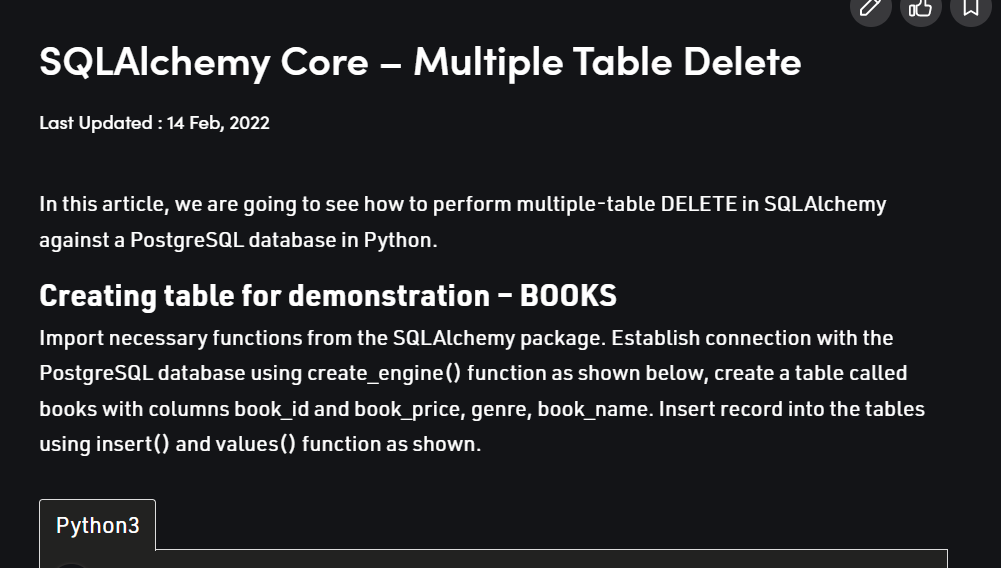 SQLAlchemy Core – Multiple Table Delete
Last Updated : 14 Feb, 2022
In this article, we are going to see how to perform multiple-table DELETE in SQLAlchemy
against a PostgreSQL database in Python.
Creating table for demonstration – BOOKS
Import necessary functions from the SQLAlchemy package. Establish connection with the
PostgreSQL database using create_engine() function as shown below, create a table called
books with columns book_id and book_price, genre, book_name. Insert record into the tables
using insert() and values() function as shown.
Python3